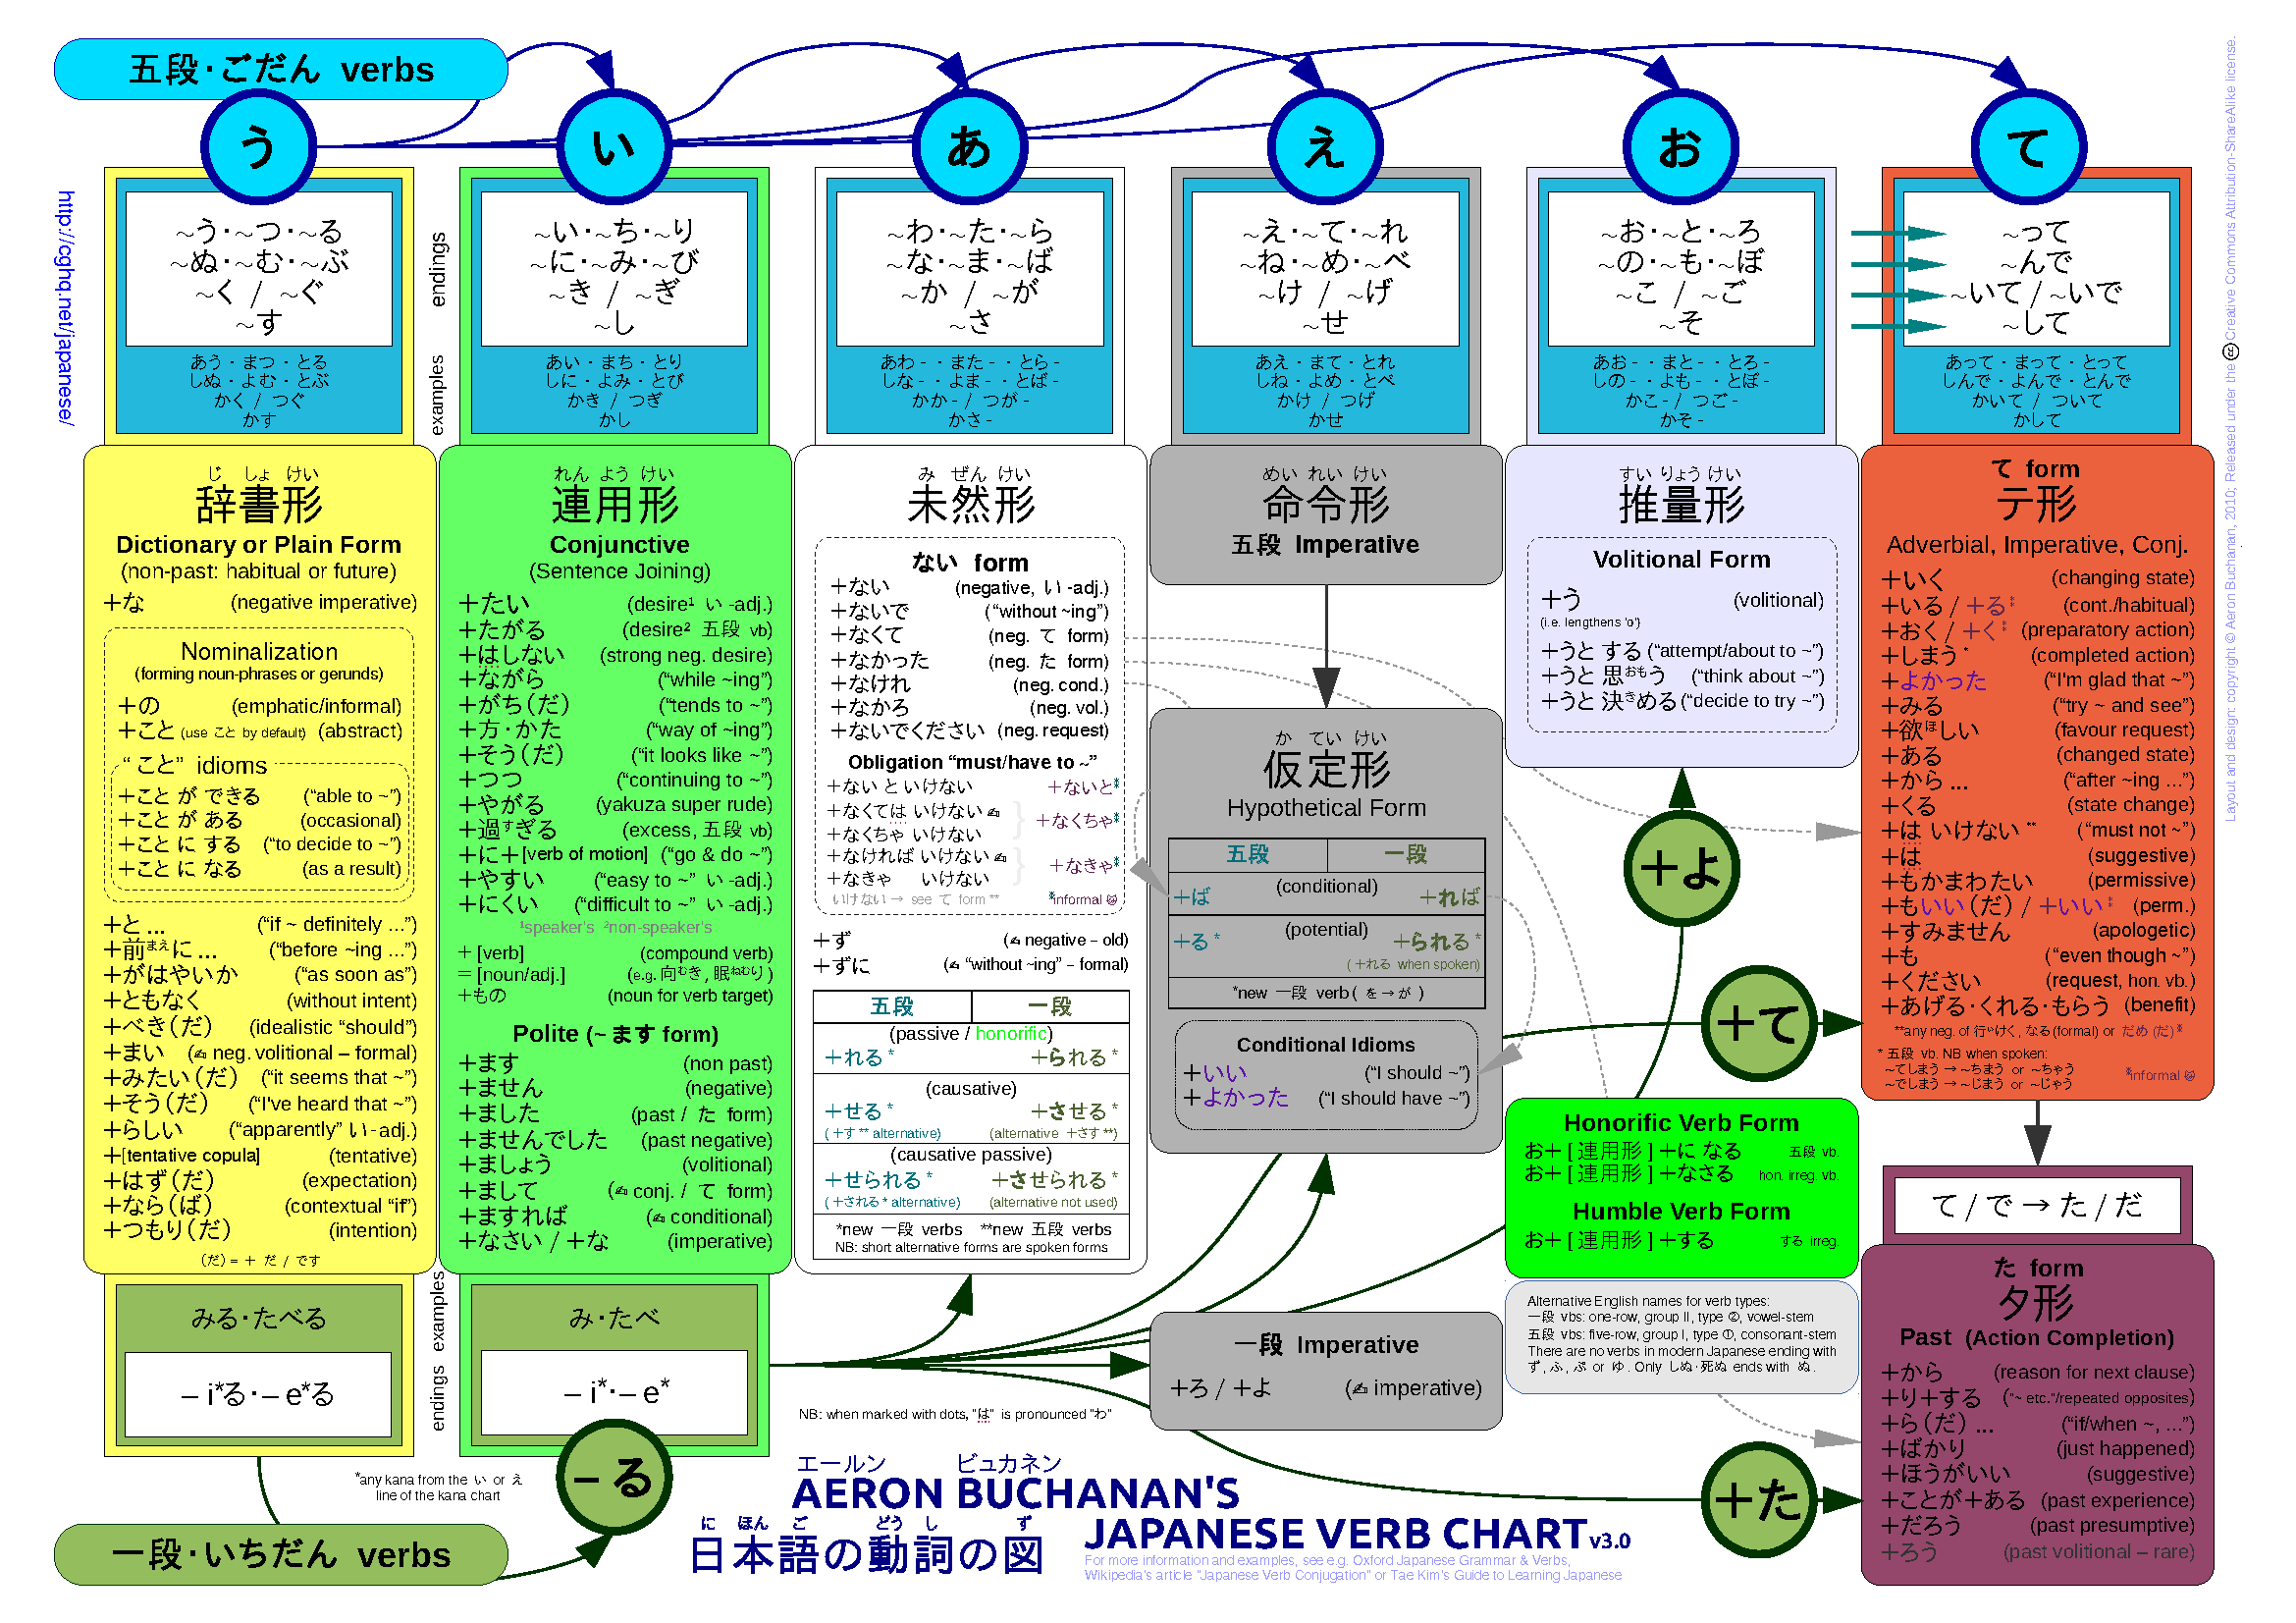 五段・ごだん verbs
う
い
あ
え
お
て
http://cghq.net/japanese/
Layout and design: copyright © Aeron Buchanan, 2010; Released under the Creative Commons Attribution-ShareAlike license.
endings
examples
~う・~つ・~る
~ぬ・~む・~ぶ
~く / ~ぐ
~す
あう・まつ・とる
しぬ・よむ・とぶ
かく / つぐ
かす
~い・~ち・~り
~に・~み・~び
~き / ~ぎ
~し
あい・まち・とり
しに・よみ・とび
かき / つぎ
かし
~わ・~た・~ら
~な・~ま・~ば
~か / ~が
~さ
あわ-・また-・とら-
しな-・よま-・とば-
かか- / つが-
かさ-
~え・~て・~れ
~ね・~め・~べ
~け / ~げ
~せ
あえ・まて・とれ
しね・よめ・とべ
かけ / つげ
かせ
~お・~と・~ろ
~の・~も・~ぼ
~こ / ~ご
~そ
あお-・まと-・とろ-
しの-・よも-・とぼ-
かこ- / つご-
かそ-
~って
~んで
~いて / ~いで
~して
あって・まって・とって
しんで・よんで・とんで
かいて / ついて
かして
じ しょ けい
辞書形
Dictionary or Plain Form
(non-past: habitual or future)
+な (negative imperative)
Nominalization
(forming noun-phrases or gerunds)
+の (emphatic/informal)
+こと (use こと by default) (abstract)
“こと” idioms
+こと が できる (“able to ~”)
+こと が ある (occasional)
+こと に する (“to decide to ~”)
+こと に なる (as a result)
+と ... (“if ~ definitely ...”)
+前まえに ... (“before ~ing ...”)
+がはやいか (“as soon as”)
+ともなく (without intent)
+べき(だ) (idealistic “should”)
+まい (✍ neg. volitional – formal)
+みたい(だ) (“it seems that ~”)
+そう(だ) (“I've heard that ~”)
+らしい (“apparently” い-adj.)
+[tentative copula] (tentative)
+はず(だ) (expectation)
+なら(ば) (contextual “if”)
+つもり(だ) (intention)
(だ) = + だ / です
みる・たべる
– i*る・– e*る
れん よう けい
連用形
Conjunctive
(Sentence Joining)
+たい (desire¹ い -adj.)
+たがる (desire² 五段 vb)
+はしない (strong neg. desire)
+ながら (“while ~ing”)
+がち(だ) (“tends to ~”)
+方・かた (“way of ~ing”)
+そう(だ) (“it looks like ~”)
+つつ (“continuing to ~”)
+やがる (yakuza super rude)
+過すぎる (excess, 五段 vb)
+に+[verb of motion] (“go & do ~”)
+やすい (“easy to ~” い -adj.)
+にくい (“difficult to ~” い -adj.)
¹speaker's ²non-speaker's
+ [verb] (compound verb)
= [noun/adj.] (e.g. 向むき, 眠ねむり)
+もの (noun for verb target)
Polite (~ ます form)
+ます (non past)
+ません (negative)
+ました (past / た form)
+ませんでした (past negative)
+ましょう (volitional)
+まして (✍ conj. / て form)
+ますれば (✍ conditional)
+なさい / +な (imperative)
examples
endings
み・たべ
– i*・– e*
– る
み ぜん けい
未然形
ない form
+ない (negative, い -adj.)
+ないで (“without ~ing”)
+なくて (neg. て form)
+なかった (neg. た form)
+なけれ (neg. cond.)
+なかろ (neg. vol.)
+ないでください (neg. request)
Obligation “must/have to ~”
+ない と いけない +ないと*
+なくては いけない ✍
+なくちゃ いけない +なくちゃ*
+なければ いけない ✍
+なきゃ いけない +なきゃ*
いけない → see て form ** *informal
+ず (✍ negative – old)
+ずに (✍ “without ~ing” – formal)
五段 一段
(passive / honorific)
+れる * +られる *
(causative)
+せる * +させる *
( +す ** alternative) (alternative +さす **)
(causative passive)
+せられる * +させられる *
( +される * alternative) (alternative not used)
*new 一段 verbs **new 五段 verbs
NB: short alternative forms are spoken forms
めい れい けい
命令形
五段 Imperative
か てい けい
仮定形
Hypothetical Form
五段 一段
(conditional)
+ば +れば
(potential)
+る * +られる *
( +れる when spoken)
*new 一段 verb ( を→が )
Conditional Idioms
+いい (“I should ~”)
+よかった (“I should have ~”)
一段 Imperative
+ろ / +よ (✍ imperative)
すい りょう けい
推量形
Volitional Form
+う (volitional)
(i.e. lengthens 'o')
+うと する (“attempt/about to ~”)
+うと 思おもう (“think about ~”)
+うと 決きめる (“decide to try ~”)
+よ
+て
+た
Honorific Verb Form
お+ [ 連用形 ] +に なる 五段 vb.
お+ [ 連用形 ] +なさる hon. irreg. vb.
Humble Verb Form
お+ [ 連用形 ] +する する irreg.
Alternative English names for verb types:
一段 vbs: one-row, group II, type ②, vowel-stem
五段 vbs: five-row, group I, type ①, consonant-stem
There are no verbs in modern Japanese ending with
ず, ふ, ぷ or ゆ. Only しぬ・死ぬ ends with ぬ.
て form
テ形
Adverbial, Imperative, Conj.
+いく (changing state)
+いる / +る* (cont./habitual)
+おく / +く* (preparatory action)
+しまう * (completed action)
+よかった (“I'm glad that ~”)
+みる (“try ~ and see”)
+欲ほしい (favour request)
+ある (changed state)
+から ... (“after ~ing ...”)
+くる (state change)
+は いけない ** (“must not ~”)
+は (suggestive)
+もかまわたい (permissive)
+もいい(だ) / +いい* (perm.)
+すみません (apologetic)
+も (“even though ~”)
+ください (request, hon. vb.)
+あげる・くれる・もらう (benefit)
**any neg. of 行いけく, なる (formal) or だめ (だ)*
* 五段 vb. NB when spoken:
~てしまう → ~ちまう or ~ちゃう
~でしまう → ~じまう or ~じゃう
*informal
て / で → た / だ
た form
タ形
Past (Action Completion)
+から (reason for next clause)
+り+する (“~ etc.”/repeated opposites)
+ら(だ) ... (“if/when ~, ...”)
+ばかり (just happened)
+ほうがいい (suggestive)
+ことが+ある (past experience)
+だろう (past presumptive)
+ろう (past volitional – rare)
NB: when marked with dots, "は" is pronounced "わ"
*any kana from the い or え
line of the kana chart
一段・いちだん verbs
エールン ビュカネン
AERON BUCHANAN'S
に ほん ご どう し ず
日本語の動詞の図
JAPANESE VERB CHART v3.0
For more information and examples, see e.g. Oxford Japanese Grammar & Verbs,
Wikipedia's article "Japanese Verb Conjugation" or Tae Kim's Guide to Learning Japanese